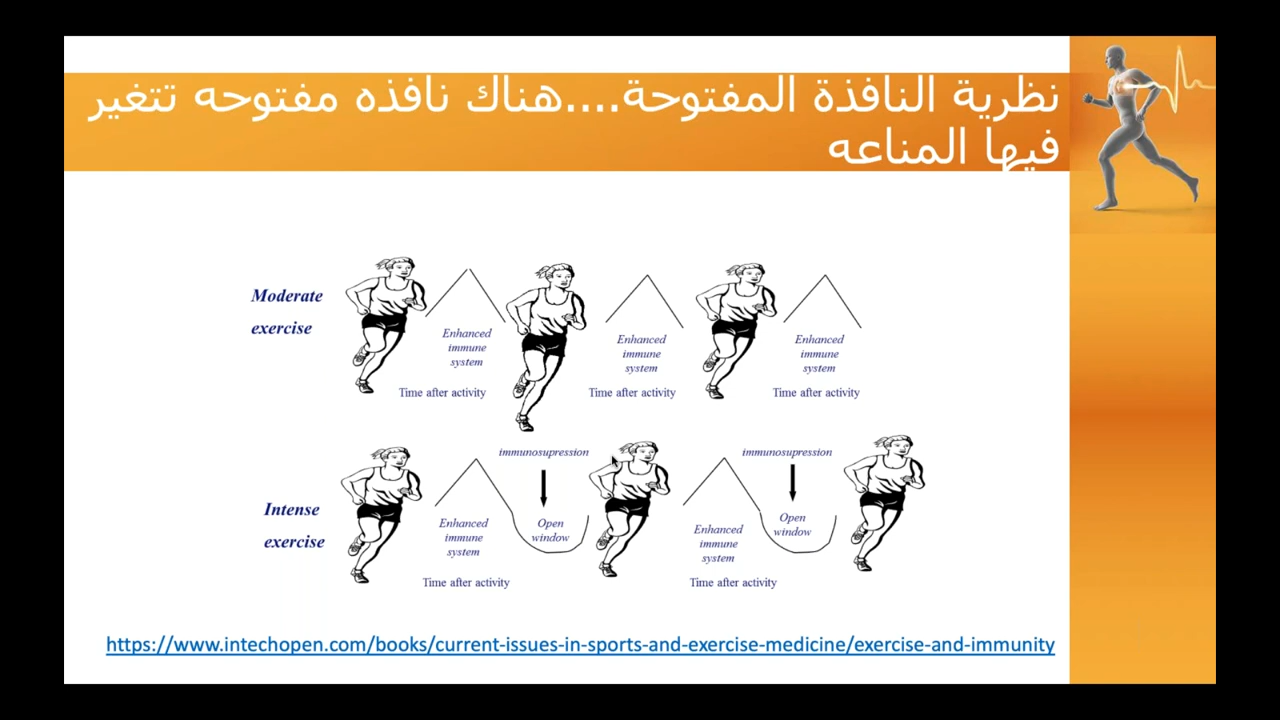 نظرية النافذة المفتوحة....هناك نافذه مفتوحه تتغير
فيها المناعه
Moderate
exercise
Enhanced
immune
system
Time after activity
Enhanced
immune
system
Time after activity
Enhanced
immune
system
Time after activity
Intense
exercise
Enhanced
immune
system
Time after activity
immunosupression
Open
window
Enhanced
immune
system
Time after activity
immunosupression
Open
window
https://www.intechopen.com/books/current-issues-in-sports-and-exercise-medicine/exercise-and-immunity